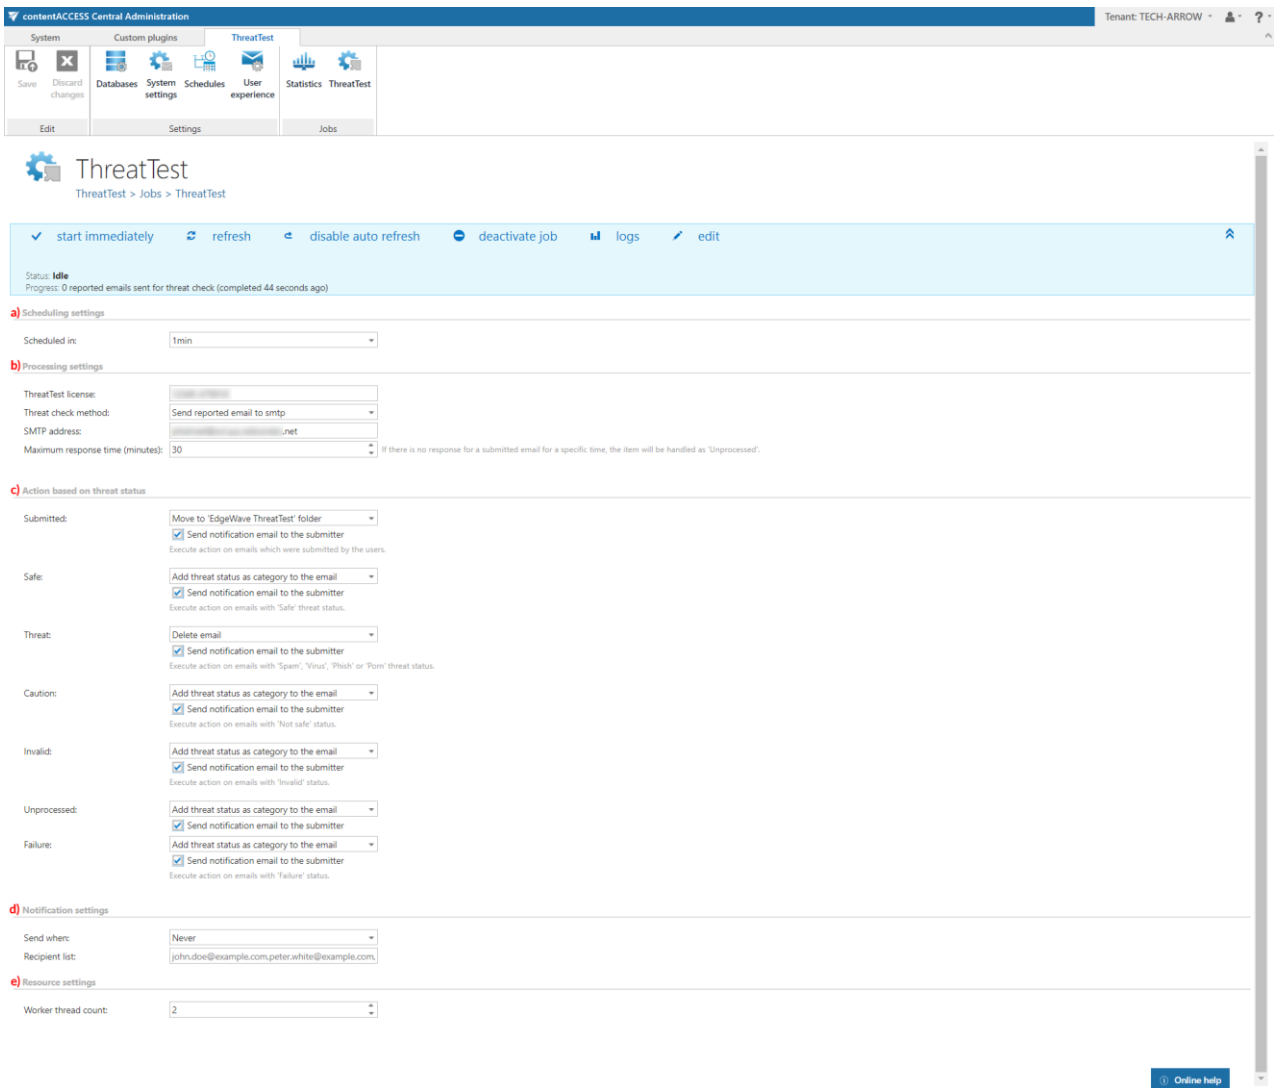 contentACCESS Central Administration
Tenant: TECH-ARROW
?
System Custom plugins ThreatTest
Save Discard changes Databases System settings Schedules User experience Statistics ThreatTest
Edit Settings Jobs
ThreatTest
ThreatTest > Jobs > ThreatTest
start immediately refresh disable auto refresh deactivate job logs edit
Status: Idle
Progress: 0 reported emails sent for threat check (completed 44 seconds ago)
a) Scheduling settings
Scheduled in: 1min
b) Processing settings
ThreatTest license:
Threat check method: Send reported email to smtp
SMTP address: .net
Maximum response time (minutes): 30 If there is no response for a submitted email for a specific time, the item will be handled as 'Unprocessed'.
c) Action based on threat status
Submitted: Move to 'EdgeWave ThreatTest' folder
Send notification email to the submitter
Execute action on emails which were submitted by the users.
Safe: Add threat status as category to the email
Send notification email to the submitter
Execute action on emails with 'Safe' threat status.
Threat: Delete email
Send notification email to the submitter
Execute action on emails with 'Spam', 'Virus', 'Phish' or 'Porn' threat status.
Caution: Add threat status as category to the email
Send notification email to the submitter
Execute action on emails with 'Not safe' status.
Invalid: Add threat status as category to the email
Send notification email to the submitter
Execute action on emails with 'Invalid' status.
Unprocessed: Add threat status as category to the email
Send notification email to the submitter
Failure: Add threat status as category to the email
Send notification email to the submitter
Execute action on emails with 'Failure' status.
d) Notification settings
Send when: Never
Recipient list: john.doe@example.com,peter.white@example.com,
e) Resource settings
Worker thread count: 2
Online help